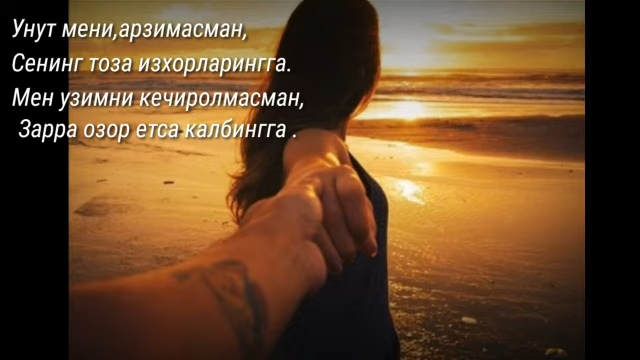 Унут мени,арзимасман,
Сенинг тоза изхорларингга.
Мен узимни кечиролмасман,
Зарра озор етса калбингга .